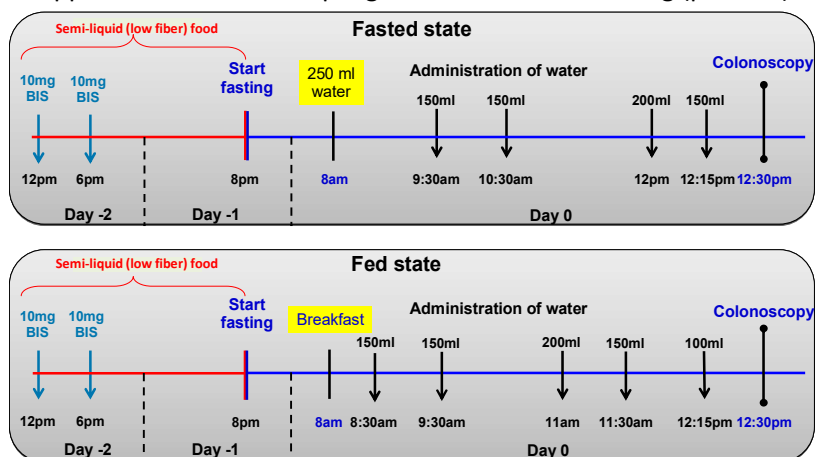 Semi-liquid (low fiber) food
Fasted state
10mg
BIS
10mg
BIS
Start
fasting
250 ml
water
Administration of water
Colonoscopy
150ml
150ml
200ml
150ml
12pm
6pm
8pm
8am
9:30am
10:30am
12pm
12:15pm
12:30pm
Day -2
Day -1
Day 0
Semi-liquid (low fiber) food
Fed state
10mg
BIS
10mg
BIS
Start
fasting
Breakfast
Administration of water
Colonoscopy
150ml
150ml
200ml
150ml
100ml
12pm
6pm
8pm
8am
8:30am
9:30am
11am
11:30am
12:15pm
12:30pm
Day -2
Day -1
Day 0